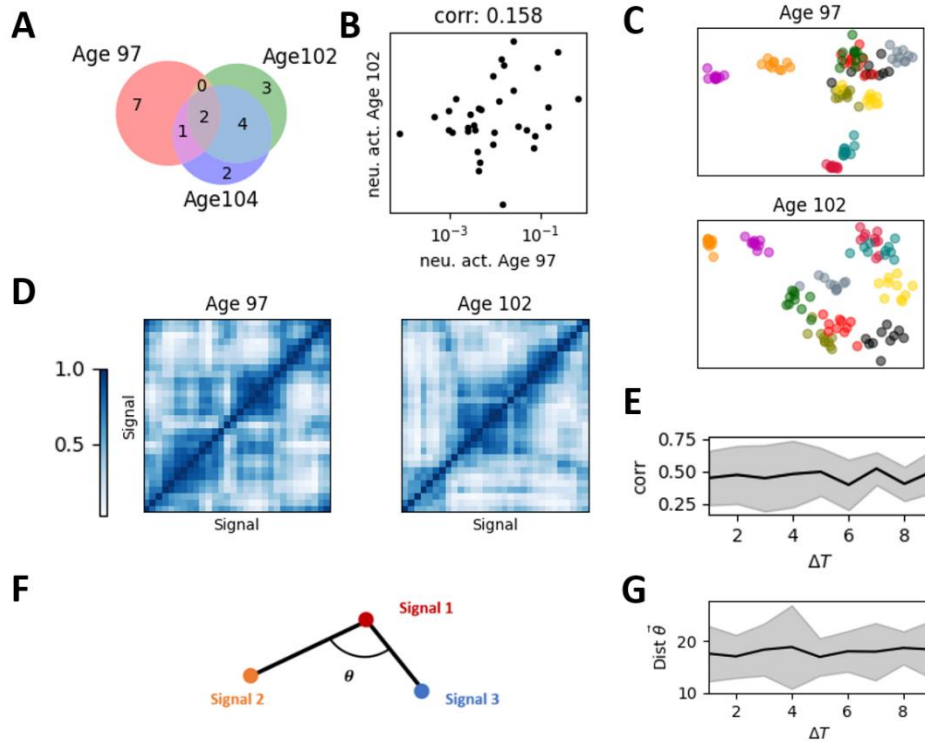 A
Age 97
Age102
7
0
3
2
1
4
2
Age104
B
corr: 0.158
neu. act. Age 102
10⁻³
10⁻¹
neu. act. Age 97
C
Age 97
Age 102
D
Age 97
Age 102
1.0
0.5
Signal
Signal
Signal
E
0.75
0.50
0.25
corr
2
4
6
8
ΔT
F
Signal 1
θ
Signal 2
Signal 3
G
20
10
Dist θ⃗
2
4
6
8
ΔT